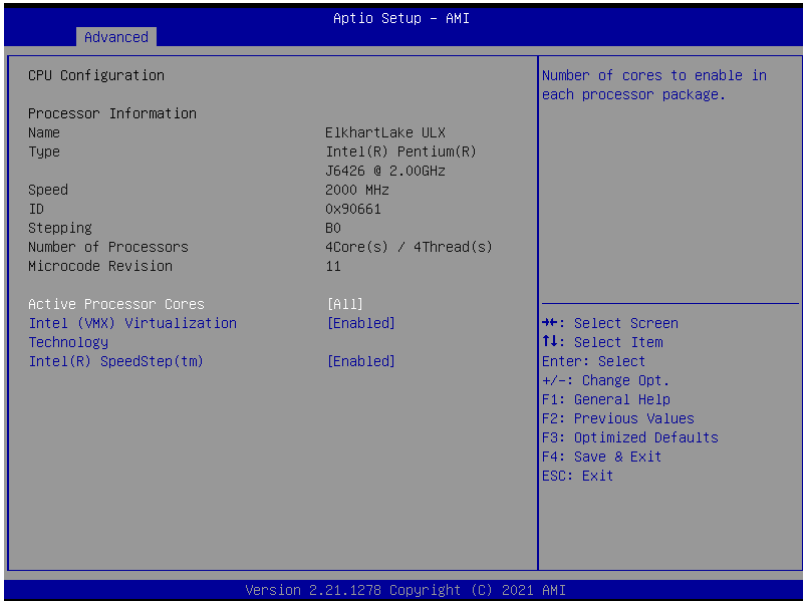 Aptio Setup – AMI
Advanced
CPU Configuration
Processor Information
Name ElkhartLake ULX
Type Intel(R) Pentium(R)
J6426 @ 2.00GHz
Speed 2000 MHz
ID 0x90661
Stepping B0
Number of Processors 4Core(s) / 4Thread(s)
Microcode Revision 11
Active Processor Cores [All]
Intel (VMX) Virtualization [Enabled]
Technology
Intel(R) SpeedStep(tm) [Enabled]
Number of cores to enable in
each processor package.
→←: Select Screen
↑↓: Select Item
Enter: Select
+/-: Change Opt.
F1: General Help
F2: Previous Values
F3: Optimized Defaults
F4: Save & Exit
ESC: Exit
Version 2.21.1278 Copyright (C) 2021 AMI